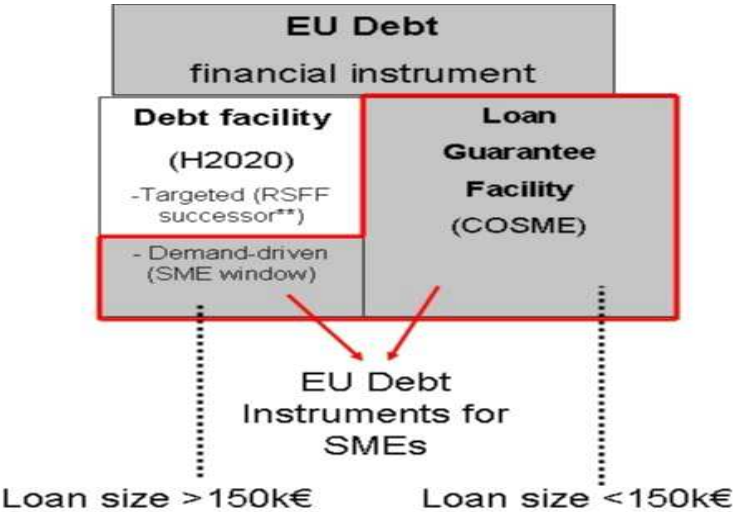 EU Debt
financial instrument
Debt facility
(H2020)
-Targeted (RSFF
successor**)
- Demand-driven
(SME window)
Loan
Guarantee
Facility
(COSME)
EU Debt
Instruments for
SMEs
Loan size >150k€
Loan size <150k€